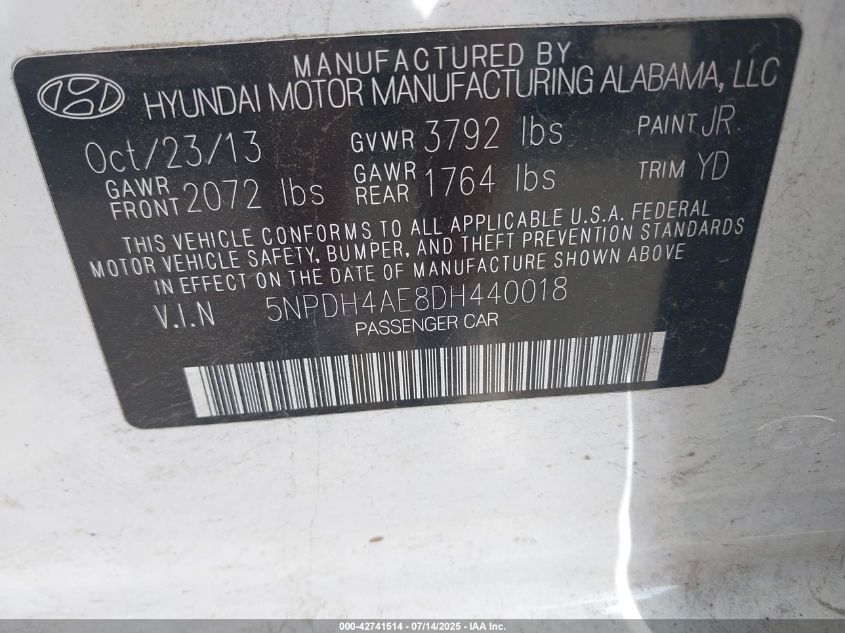 MANUFACTURED BY
HYUNDAI MOTOR MANUFACTURING ALABAMA, LLC
Oct/23/13 GVWR 3792 lbs PAINT JR
GAWR FRONT 2072 lbs GAWR REAR 1764 lbs TRIM YD
THIS VEHICLE CONFORMS TO ALL APPLICABLE U.S.A. FEDERAL
MOTOR VEHICLE SAFETY, BUMPER, AND THEFT PREVENTION STANDARDS
IN EFFECT ON THE DATE OF MANUFACTURE SHOWN ABOVE
V.I.N 5NPDH4AE8DH440018
PASSENGER CAR
000-42741514 - 07/14/2025 - IAA Inc.